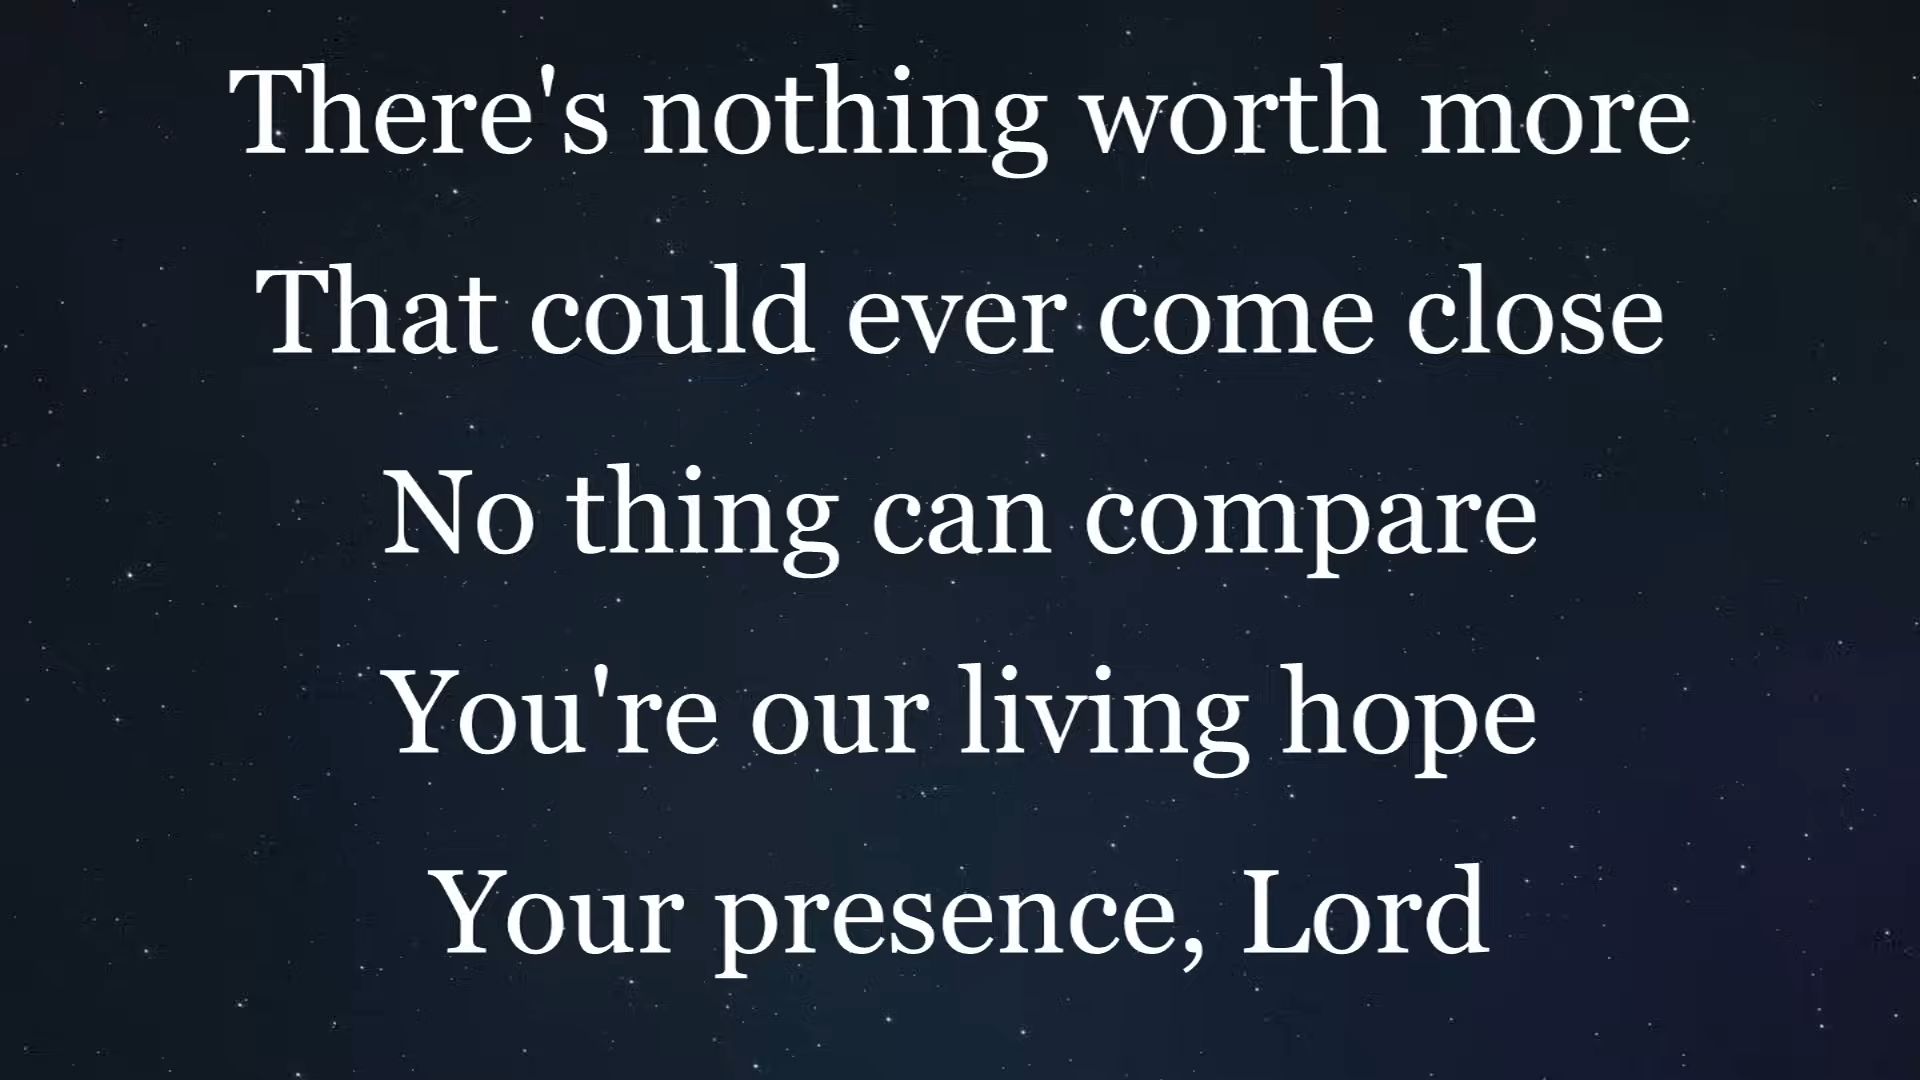 There's nothing worth more
That could ever come close
No thing can compare
You're our living hope
Your presence, Lord